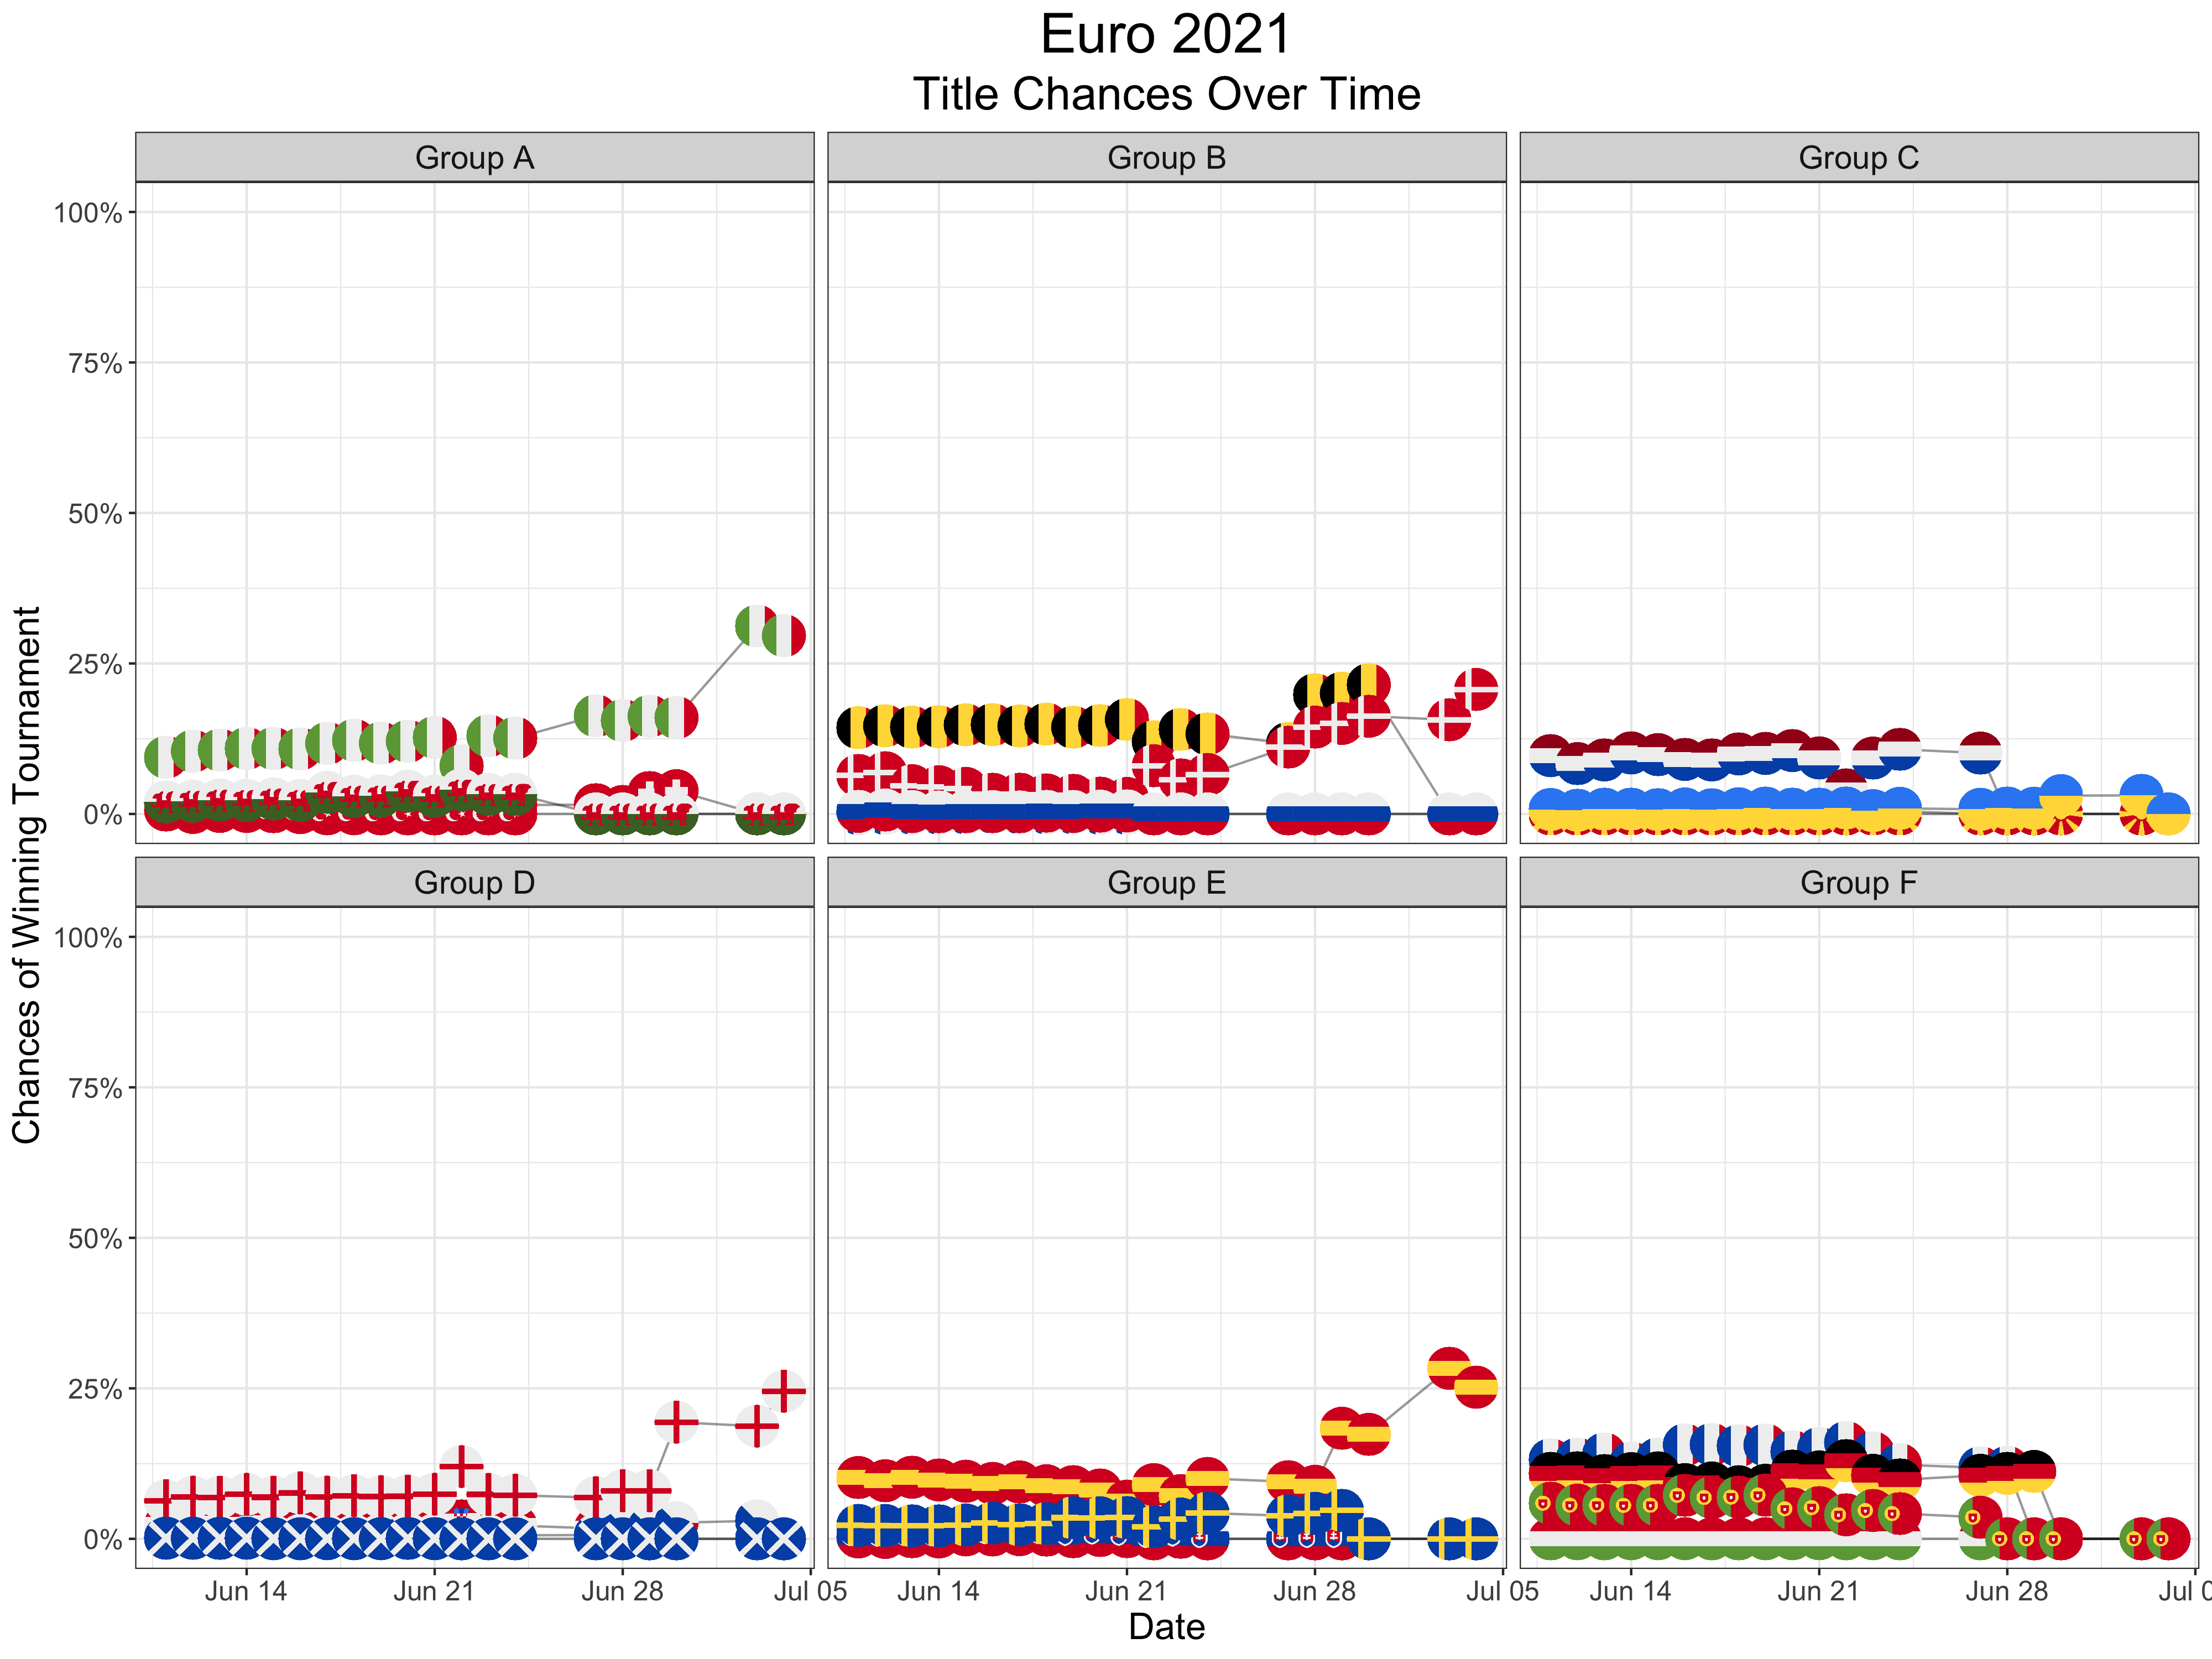 Euro 2021
Title Chances Over Time
Group A
Group B
Group C
100%
75%
50%
25%
0%
Group D
Group E
Group F
100%
75%
50%
25%
0%
Jun 14
Jun 21
Jun 28
Jul 05
Jun 14
Jun 21
Jun 28
Jul 05
Jun 14
Jun 21
Jun 28
Jul 0
Date
Chances of Winning Tournament